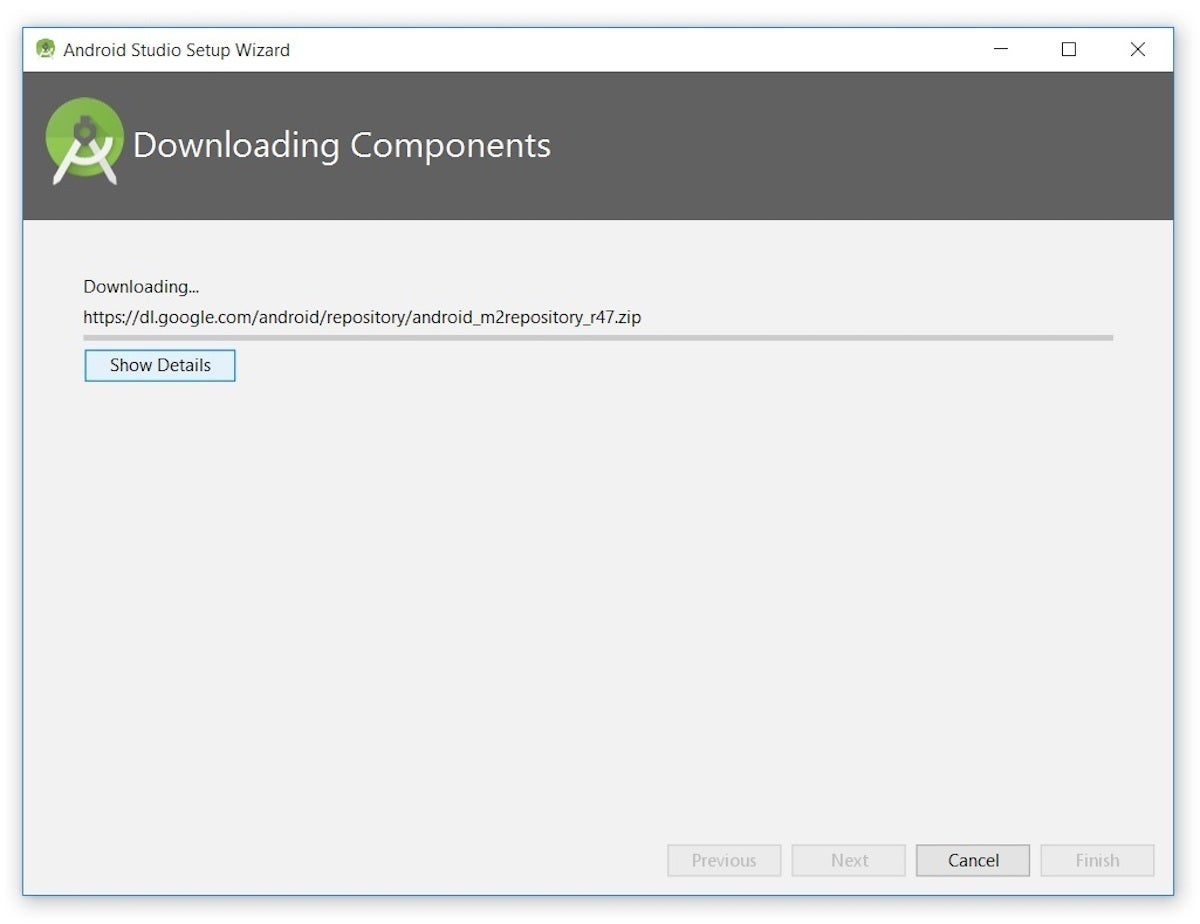 Android Studio Setup Wizard
Downloading Components
Downloading...
https://dl.google.com/android/repository/android_m2repository_r47.zip
Show Details
Previous Next Cancel Finish